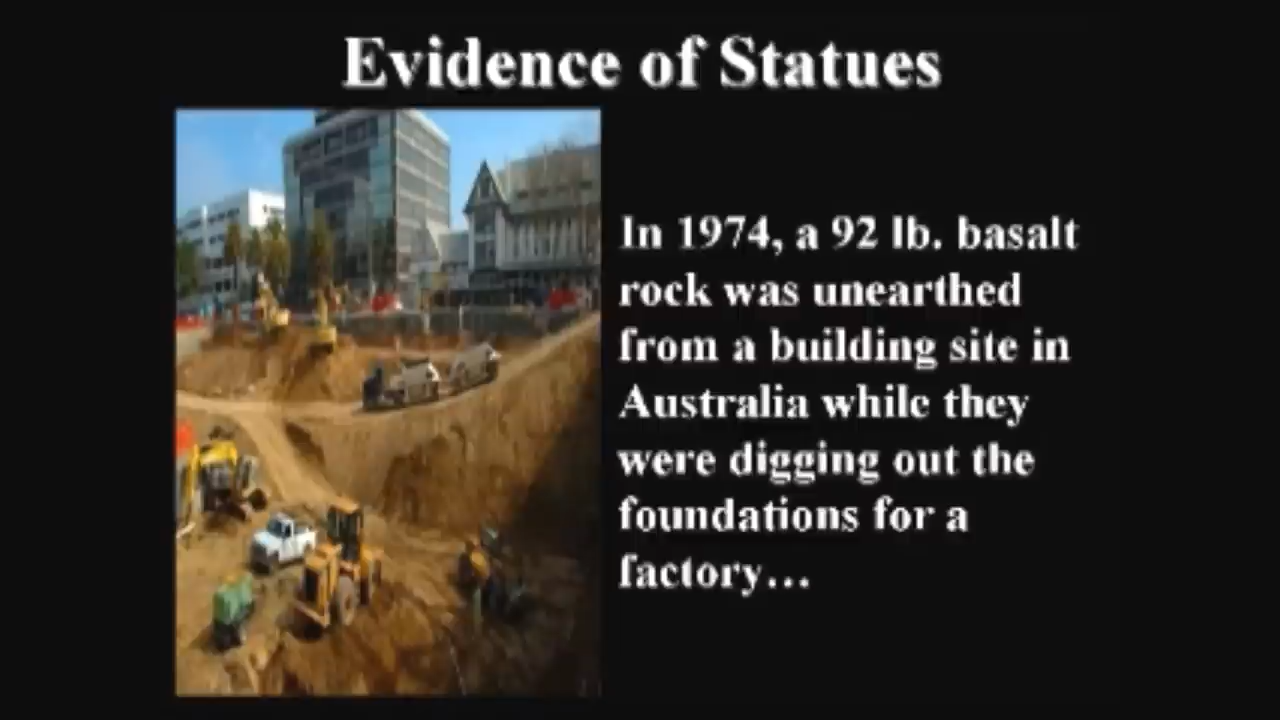 Evidence of Statues
In 1974, a 92 lb. basalt
rock was unearthed
from a building site in
Australia while they
were digging out the
foundations for a
factory…